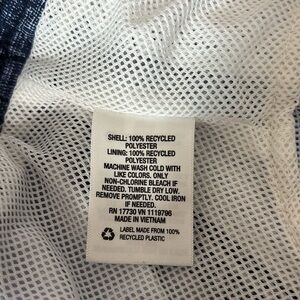 SHELL: 100% RECYCLED
POLYESTER
LINING: 100% RECYCLED
POLYESTER
MACHINE WASH COLD WITH
LIKE COLORS. ONLY
NON-CHLORINE BLEACH IF
NEEDED. TUMBLE DRY LOW.
REMOVE PROMPTLY. COOL IRON
IF NEEDED.
RN 17730 VN 1119796
MADE IN VIETNAM
LABEL MADE FROM 100%
RECYCLED PLASTIC